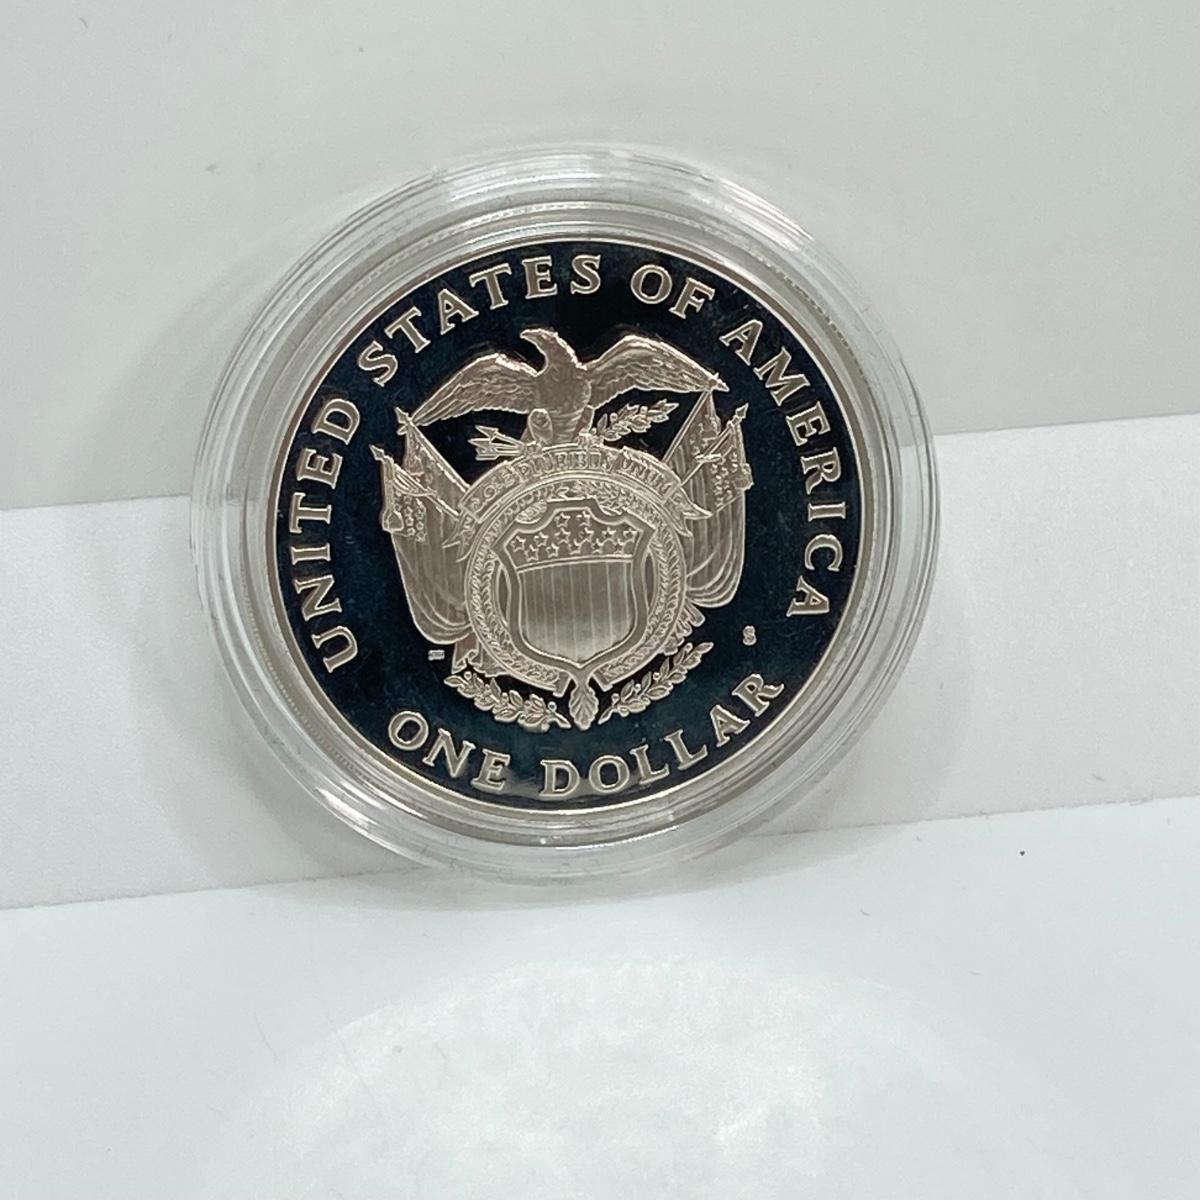 UNITED STATES OF AMERICA
E PLURIBUS UNUM
S
ONE DOLLAR